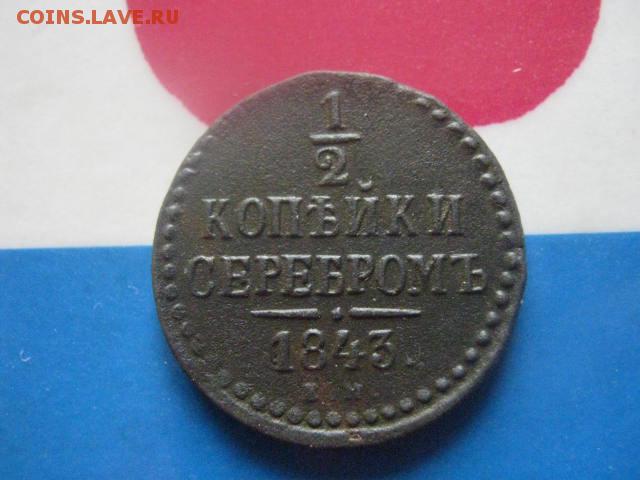 COINS.LAVE.RU
1
2
КОПѢЙКИ
СЕРЕБРОМЪ
1843